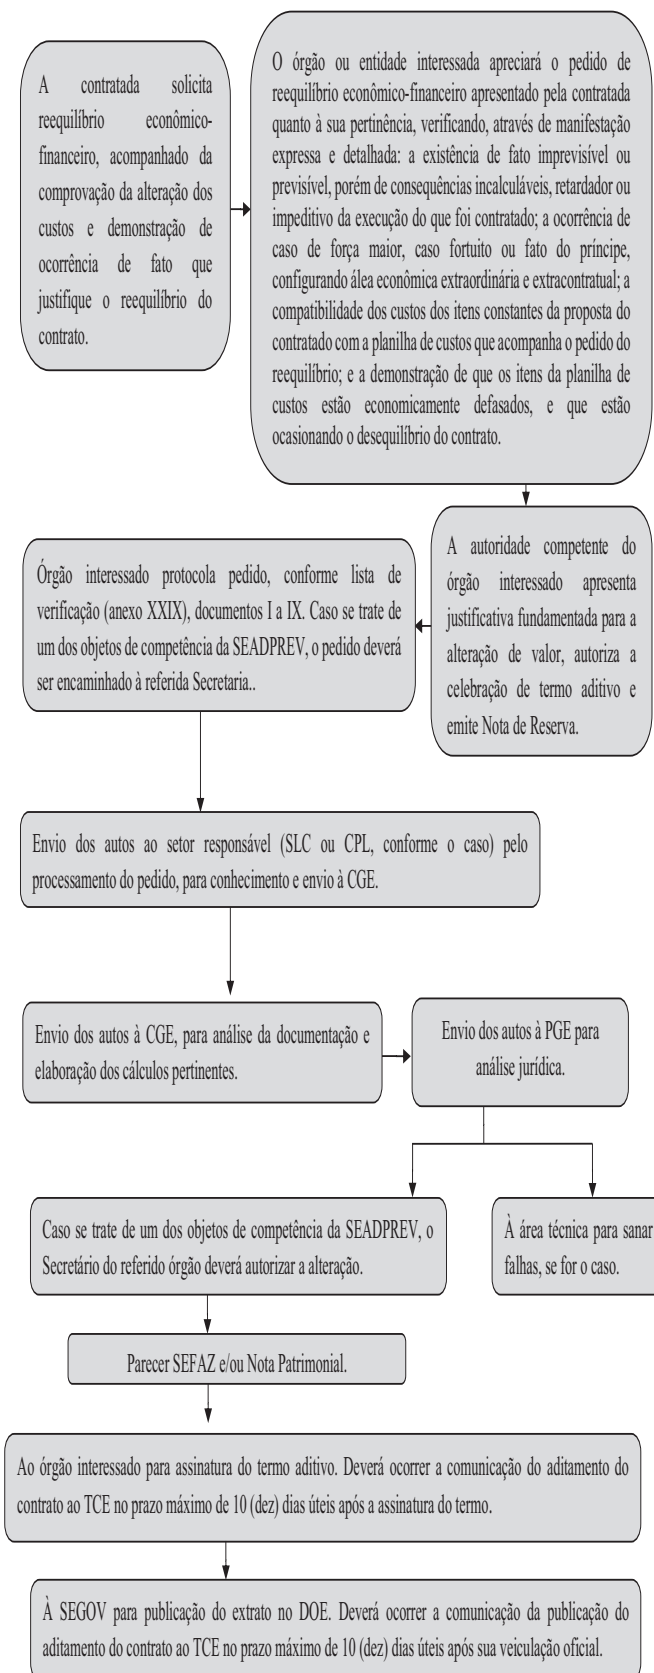 A contratada solicita
reequilíbrio econômico-
financeiro, acompanhado da
comprovação da alteração dos
custos e demonstração de
ocorrência de fato que
justifique o reequilíbrio do
contrato.
O órgão ou entidade interessada apreciará o pedido de
reequilíbrio econômico-financeiro apresentado pela contratada
quanto à sua pertinência, verificando, através de manifestação
expressa e detalhada: a existência de fato imprevisível ou
previsível, porém de consequências incalculáveis, retardador ou
impeditivo da execução do que foi contratado; a ocorrência de
caso de força maior, caso fortuito ou fato do príncipe,
configurando álea econômica extraordinária e extracontratual; a
compatibilidade dos custos dos itens constantes da proposta do
contratado com a planilha de custos que acompanha o pedido do
reequilíbrio; e a demonstração de que os itens da planilha de
custos estão economicamente defasados, e que estão
ocasionando o desequilíbrio do contrato.
A autoridade competente do
órgão interessado apresenta
justificativa fundamentada para a
alteração de valor, autoriza a
celebração de termo aditivo e
emite Nota de Reserva.
Órgão interessado protocola pedido, conforme lista de
verificação (anexo XXIX), documentos I a IX. Caso se trate de
um dos objetos de competência da SEADPREV, o pedido deverá
ser encaminhado à referida Secretaria..
Envio dos autos ao setor responsável (SLC ou CPL, conforme o caso) pelo
processamento do pedido, para conhecimento e envio à CGE.
Envio dos autos à CGE, para análise da documentação e
elaboração dos cálculos pertinentes.
Envio dos autos à PGE para
análise jurídica.
Caso se trate de um dos objetos de competência da SEADPREV, o
Secretário do referido órgão deverá autorizar a alteração.
À área técnica para sanar
falhas, se for o caso.
Parecer SEFAZ e/ou Nota Patrimonial.
Ao órgão interessado para assinatura do termo aditivo. Deverá ocorrer a comunicação do aditamento do
contrato ao TCE no prazo máximo de 10 (dez) dias úteis após a assinatura do termo.
À SEGOV para publicação do extrato no DOE. Deverá ocorrer a comunicação da publicação do
aditamento do contrato ao TCE no prazo máximo de 10 (dez) dias úteis após sua veiculação oficial.